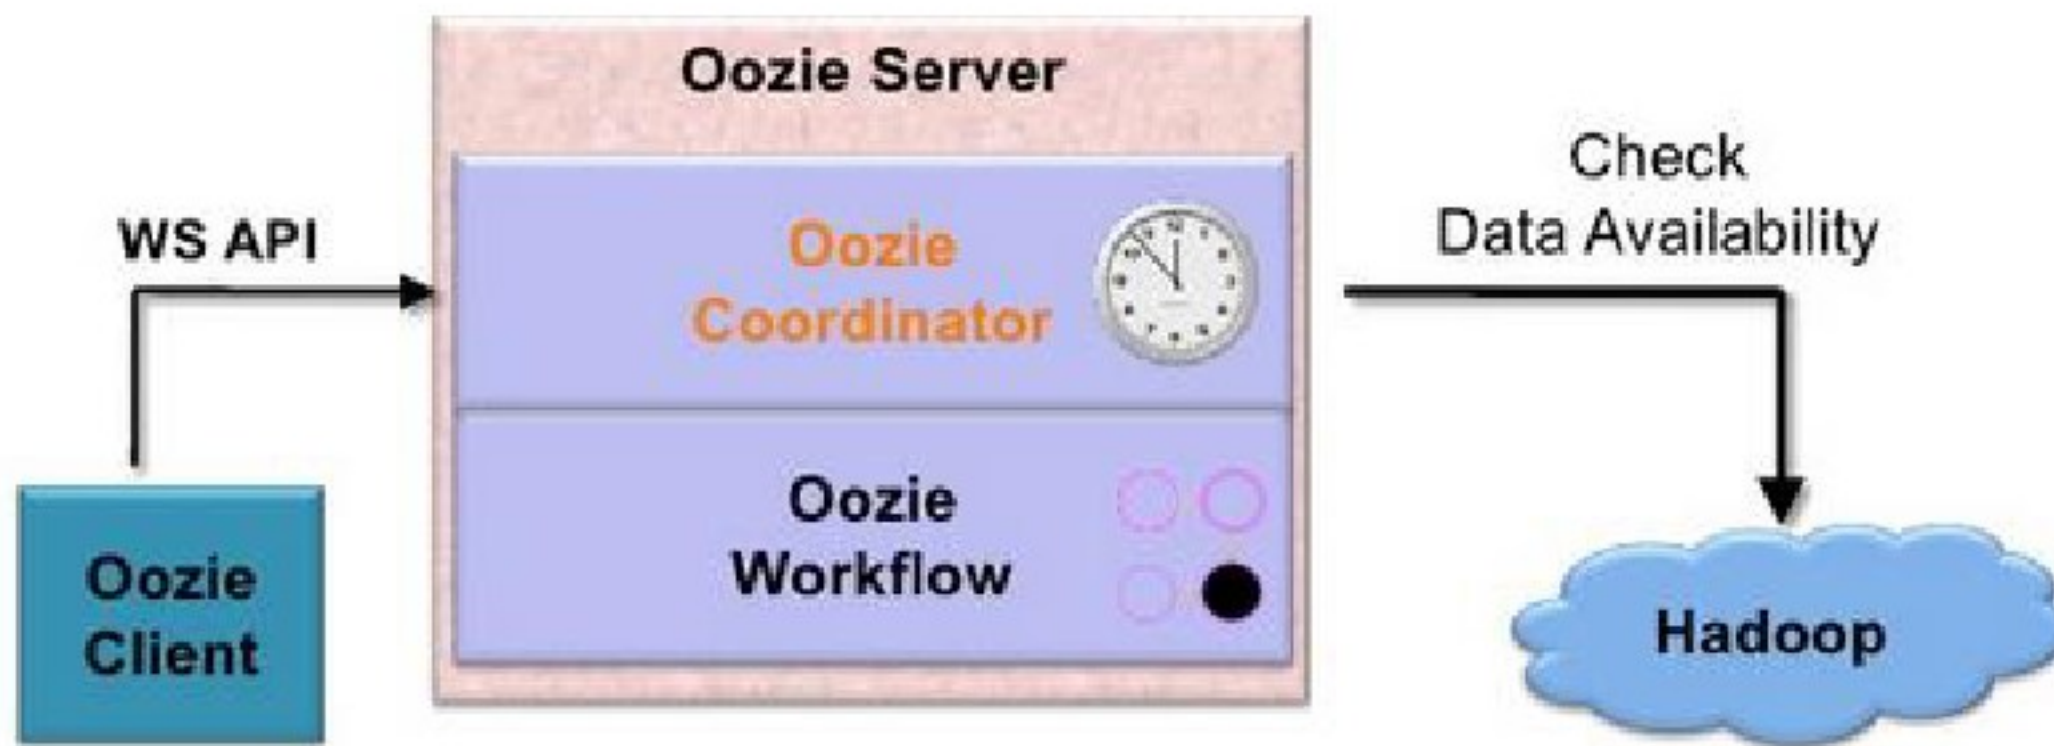 Oozie Server
WS API
Oozie
Coordinator
Check
Data Availability
Oozie
Workflow
Oozie
Client
Hadoop